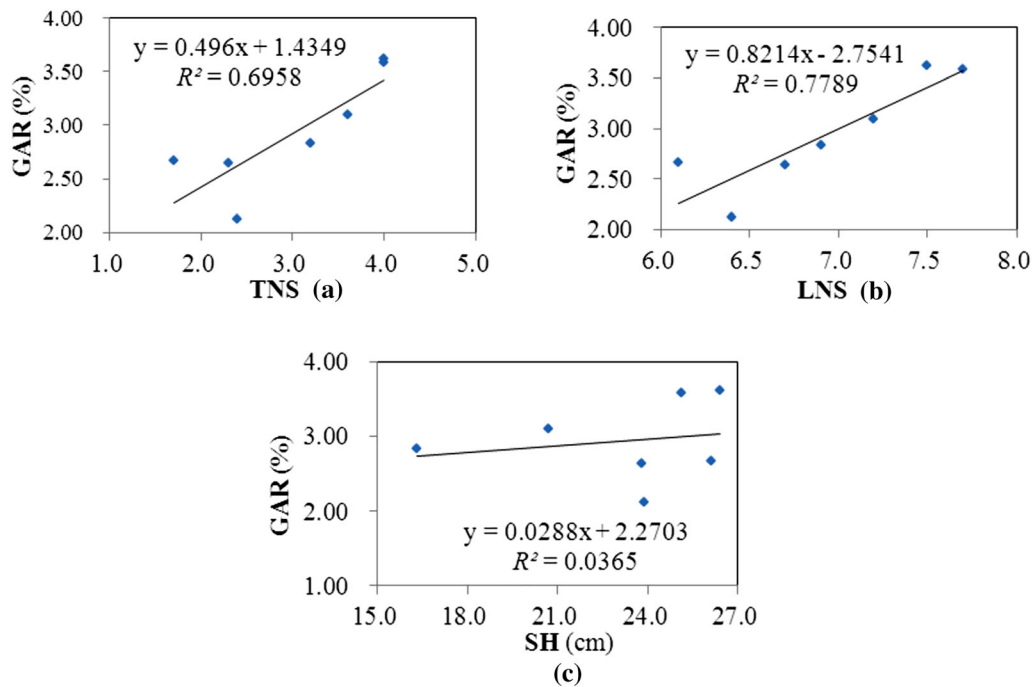 4.00
3.50
3.00
2.50
2.00
GAR (%)
y = 0.496x + 1.4349
R² = 0.6958
1.0 2.0 3.0 4.0 5.0
TNS (a)
4.00
3.50
3.00
2.50
2.00
GAR (%)
y = 0.8214x - 2.7541
R² = 0.7789
6.0 6.5 7.0 7.5 8.0
LNS (b)
4.00
3.00
2.00
1.00
GAR (%)
y = 0.0288x + 2.2703
R² = 0.0365
15.0 18.0 21.0 24.0 27.0
SH (cm)
(c)